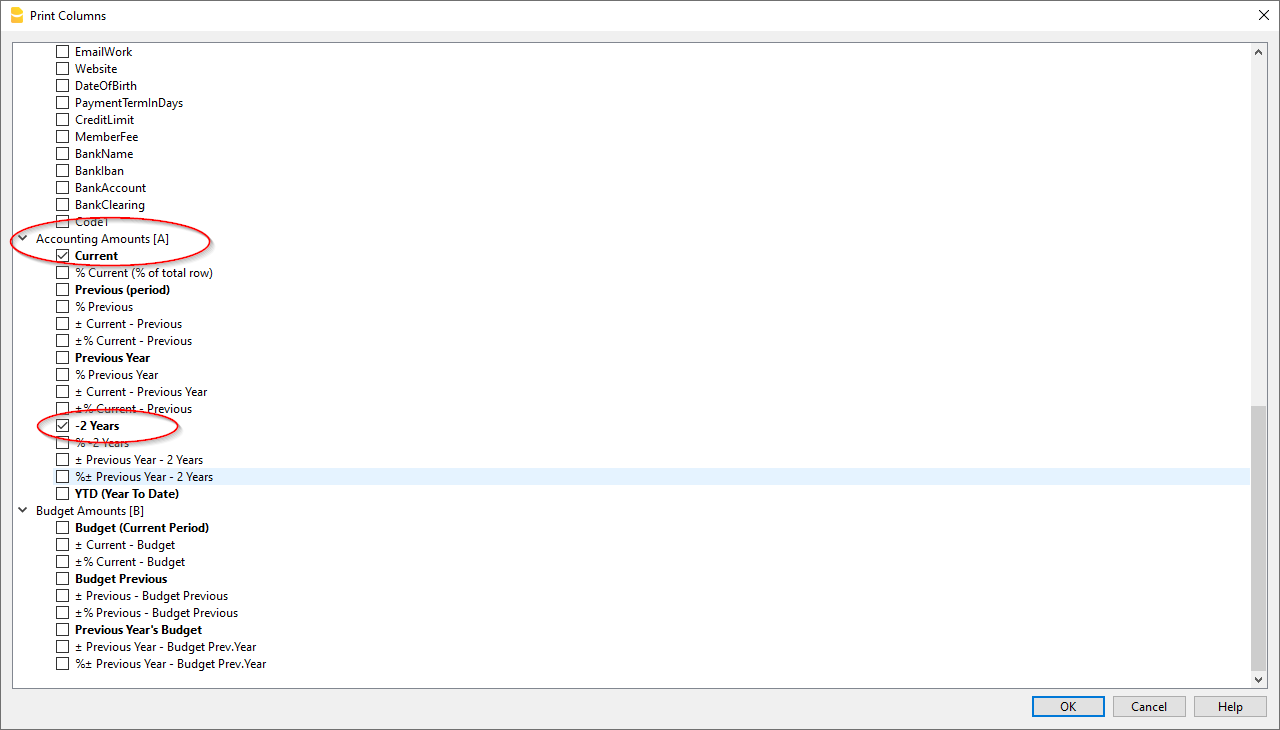 Print Columns
EmailWork
Website
DateOfBirth
PaymentTermInDays
CreditLimit
MemberFee
BankName
BankIban
BankAccount
BankClearing
Code1
Accounting Amounts [A]
Current
% Current (% of total row)
Previous (period)
% Previous
± Current - Previous
±% Current - Previous
Previous Year
% Previous Year
± Current - Previous Year
±% Current - Previous
-2 Years
% -2 Years
± Previous Year - 2 Years
%± Previous Year - 2 Years
YTD (Year To Date)
Budget Amounts [B]
Budget (Current Period)
± Current - Budget
±% Current - Budget
Budget Previous
± Previous - Budget Previous
±% Previous - Budget Previous
Previous Year's Budget
± Previous Year - Budget Prev.Year
%± Previous Year - Budget Prev.Year
OK Cancel Help